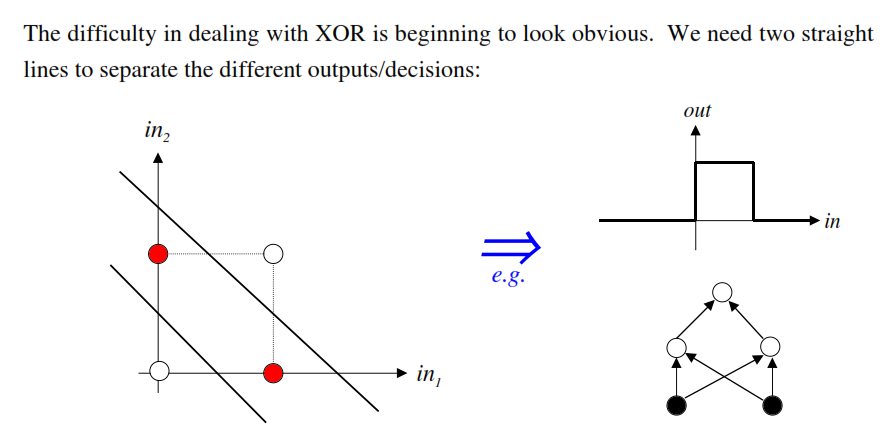 The difficulty in dealing with XOR is beginning to look obvious. We need two straight
lines to separate the different outputs/decisions:
out
in₂
in
e.g.
in₁